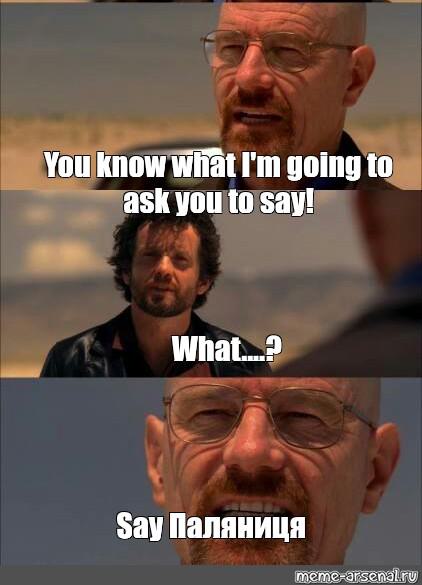 You know what I'm going to
ask you to say!
What....?
Say Паляниця
meme-arsenal.ru